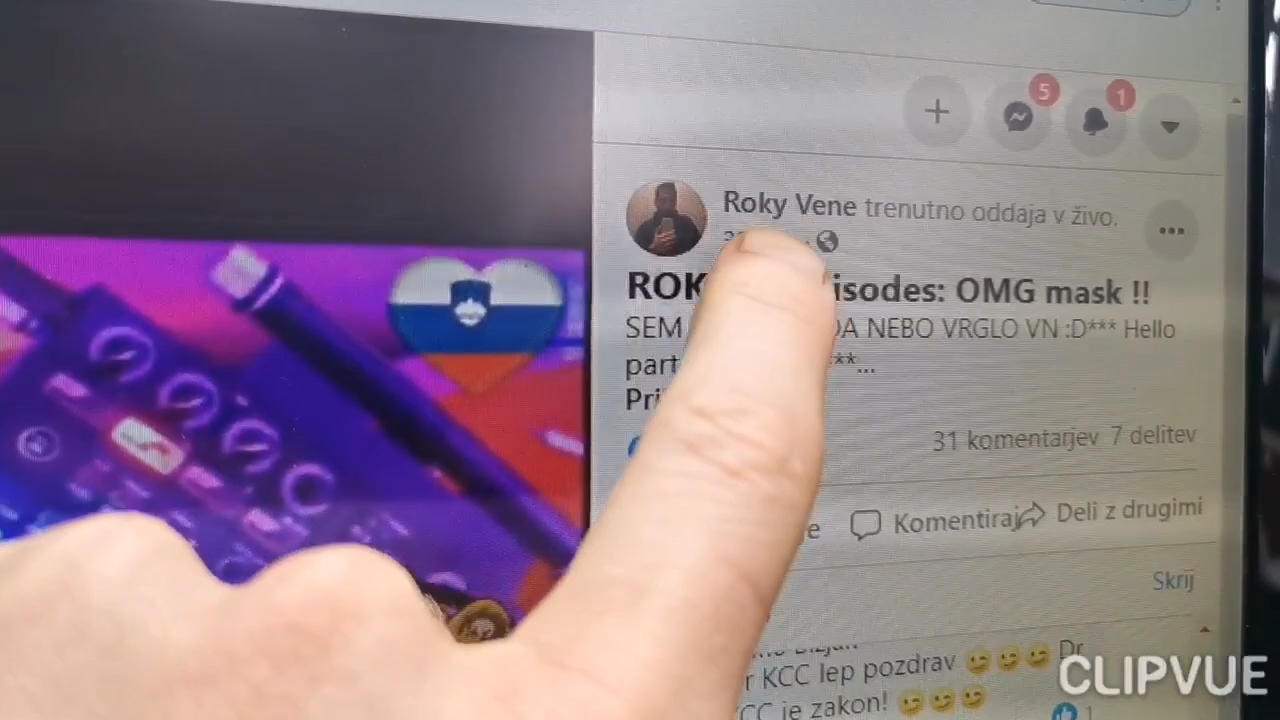 5
1
Roky Vene trenutno oddaja v živo.
ROK isodes: OMG mask !!
SEM NEBO VRGLO VN :D*** Hello
part **...
Pri
31 komentarjev 7 delitev
Komentiraj Deli z drugimi
Skrij
r KCC lep pozdrav 😉😉😉 Dr
CC je zakon! 😉😉😉 1
CLIPVUE